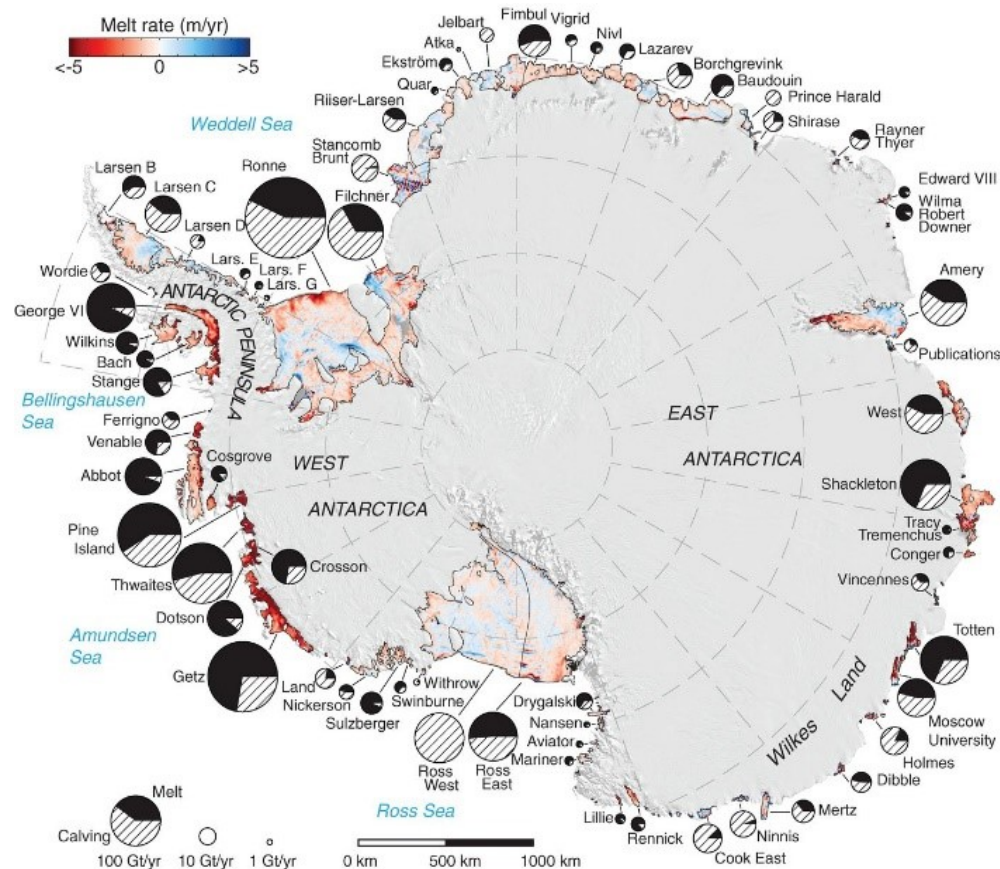 Melt rate (m/yr)
<-5
0
>5
Weddell Sea
Jelbart
Atka
Ekström
Quar
Riiser-Larsen
Stancomb
Brunt
Fimbul
Vigrid
Nivl
Lazarev
Borchgrevink
Baudouin
Prince Harald
Shirase
Rayner
Thyer
Edward VIII
Wilma
Robert
Downer
Amery
Publications
West
Shackleton
Tracy
Tremenchus
Conger
Vincennes
Totten
Moscow
University
Holmes
Dibble
Mertz
Ninnis
Cook East
Rennick
Lillie
Wilkes Land
EAST
ANTARCTICA
WEST
ANTARCTICA
ANTARCTIC PENINSULA
Ronne
Filchner
Larsen B
Larsen C
Larsen D
Lars. E
Lars. F
Lars. G
Wordie
George VI
Wilkins
Bach
Stange
Bellingshausen
Sea
Ferrigno
Venable
Abbot
Cosgrove
Pine
Island
Thwaites
Crosson
Dotson
Amundsen
Sea
Getz
Land
Nickerson
Sulzberger
Swinburne
Withrow
Ross
West
Ross
East
Drygalski
Nansen
Aviator
Mariner
Ross Sea
Melt
Calving
100 Gt/yr
10 Gt/yr
1 Gt/yr
0 km
500 km
1000 km